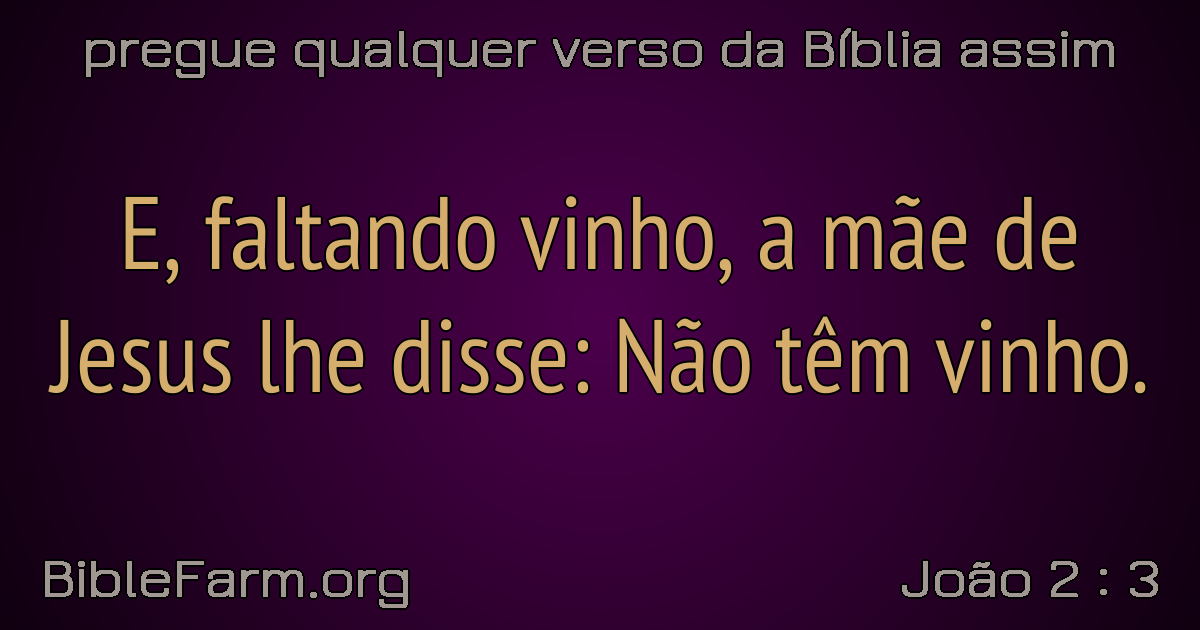 pregue qualquer verso da Bíblia assim
E, faltando vinho, a mãe de
Jesus lhe disse: Não têm vinho.
BibleFarm.org
João 2 : 3